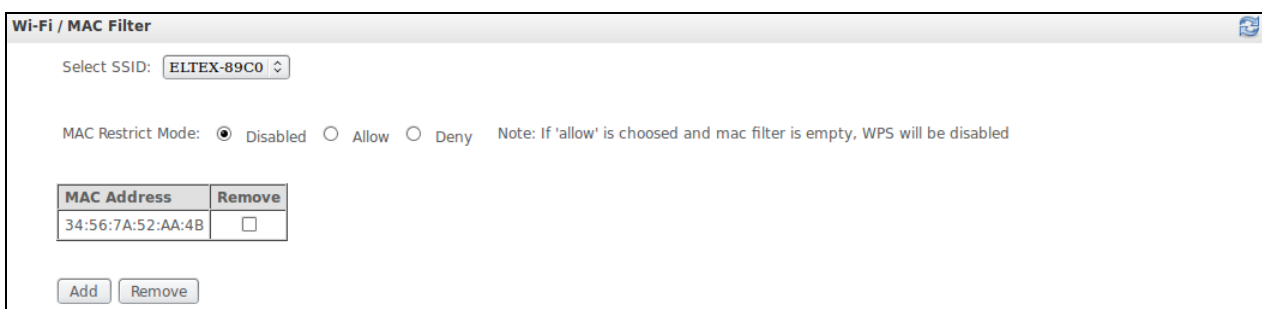 Wi-Fi / MAC Filter
Select SSID: ELTEX-89C0
MAC Restrict Mode: Disabled Allow Deny Note: If 'allow' is choosed and mac filter is empty, WPS will be disabled
MAC Address Remove
34:56:7A:52:AA:4B
Add Remove